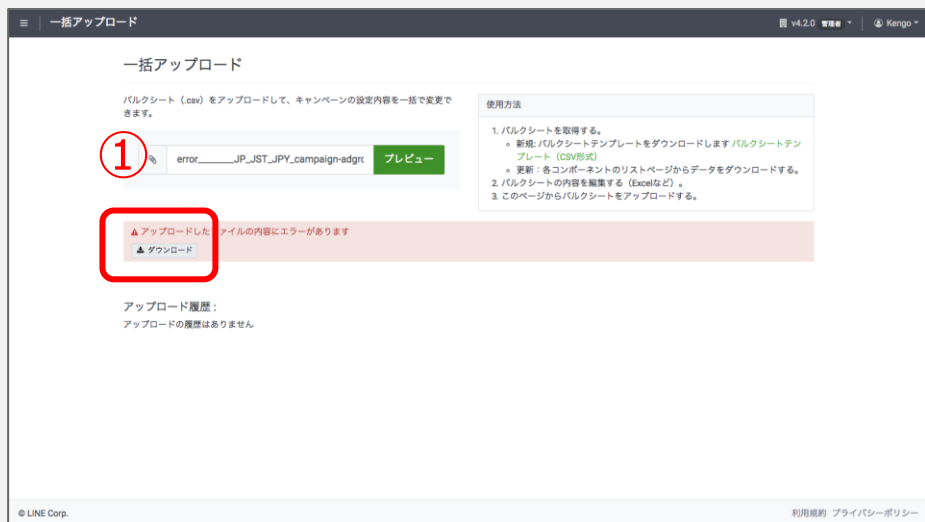 一括アップロード
v4.2.0 管理者
Kengo
一括アップロード
バルクシート（.csv）をアップロードして、キャンペーンの設定内容を一括で変更で
きます。
①
error________JP_JST_JPY_campaign-adgrc
プレビュー
使用方法
1. バルクシートを取得する。
新規: バルクシートテンプレートをダウンロードします バルクシートテン
プレート（CSV形式）
更新：各コンポーネントのリストページからデータをダウンロードする。
2. バルクシートの内容を編集する（Excelなど）。
3. このページからバルクシートをアップロードする。
アップロードしたファイルの内容にエラーがあります
ダウンロード
アップロード履歴 :
アップロードの履歴はありません
© LINE Corp.
利用規約 プライバシーポリシー